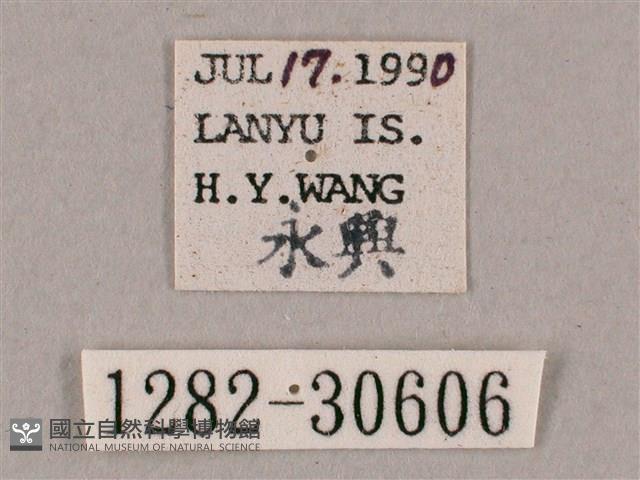 JUL 17. 1990
LANYU IS.
H.Y.WANG
永興
1282-30606
國立自然科學博物館
NATIONAL MUSEUM OF NATURAL SCIENCE